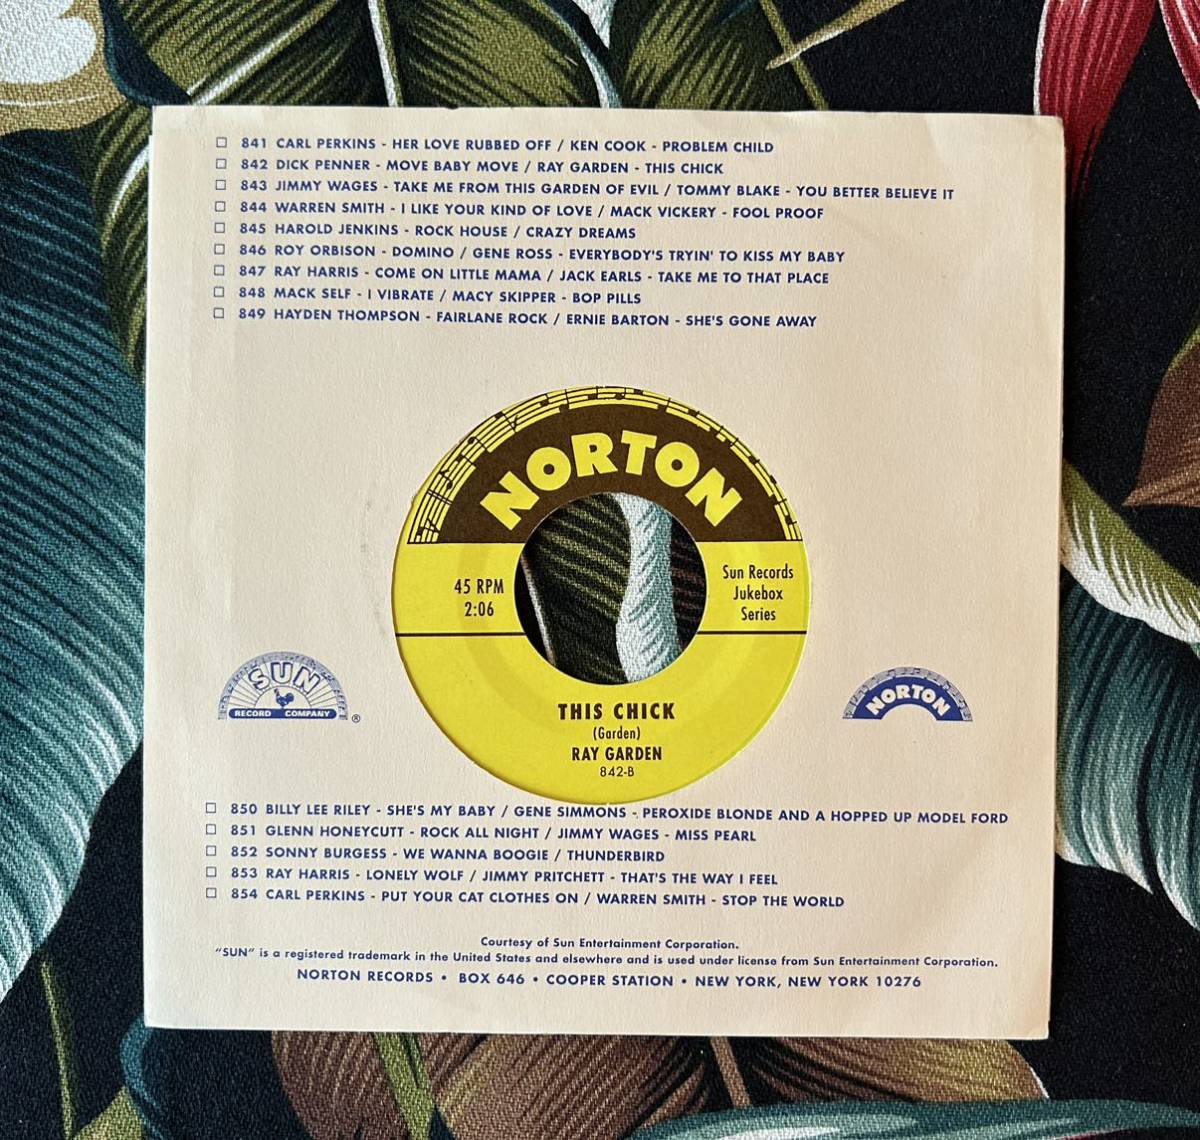 ☐ 841 CARL PERKINS - HER LOVE RUBBED OFF / KEN COOK - PROBLEM CHILD
☐ 842 DICK PENNER - MOVE BABY MOVE / RAY GARDEN - THIS CHICK
☐ 843 JIMMY WAGES - TAKE ME FROM THIS GARDEN OF EVIL / TOMMY BLAKE - YOU BETTER BELIEVE IT
☐ 844 WARREN SMITH - I LIKE YOUR KIND OF LOVE / MACK VICKERY - FOOL PROOF
☐ 845 HAROLD JENKINS - ROCK HOUSE / CRAZY DREAMS
☐ 846 ROY ORBISON - DOMINO / GENE ROSS - EVERYBODY'S TRYIN' TO KISS MY BABY
☐ 847 RAY HARRIS - COME ON LITTLE MAMA / JACK EARLS - TAKE ME TO THAT PLACE
☐ 848 MACK SELF - I VIBRATE / MACY SKIPPER - BOP PILLS
☐ 849 HAYDEN THOMPSON - FAIRLANE ROCK / ERNIE BARTON - SHE'S GONE AWAY
NORTON
45 RPM
2:06
Sun Records
Jukebox
Series
THIS CHICK
(Garden)
RAY GARDEN
842-B
SUN
RECORD COMPANY
®
NORTON
☐ 850 BILLY LEE RILEY - SHE'S MY BABY / GENE SIMMONS - PEROXIDE BLONDE AND A HOPPED UP MODEL FORD
☐ 851 GLENN HONEYCUTT - ROCK ALL NIGHT / JIMMY WAGES - MISS PEARL
☐ 852 SONNY BURGESS - WE WANNA BOOGIE / THUNDERBIRD
☐ 853 RAY HARRIS - LONELY WOLF / JIMMY PRITCHETT - THAT'S THE WAY I FEEL
☐ 854 CARL PERKINS - PUT YOUR CAT CLOTHES ON / WARREN SMITH - STOP THE WORLD
Courtesy of Sun Entertainment Corporation.
"SUN" is a registered trademark in the United States and elsewhere and is used under license from Sun Entertainment Corporation.
NORTON RECORDS • BOX 646 • COOPER STATION • NEW YORK, NEW YORK 10276